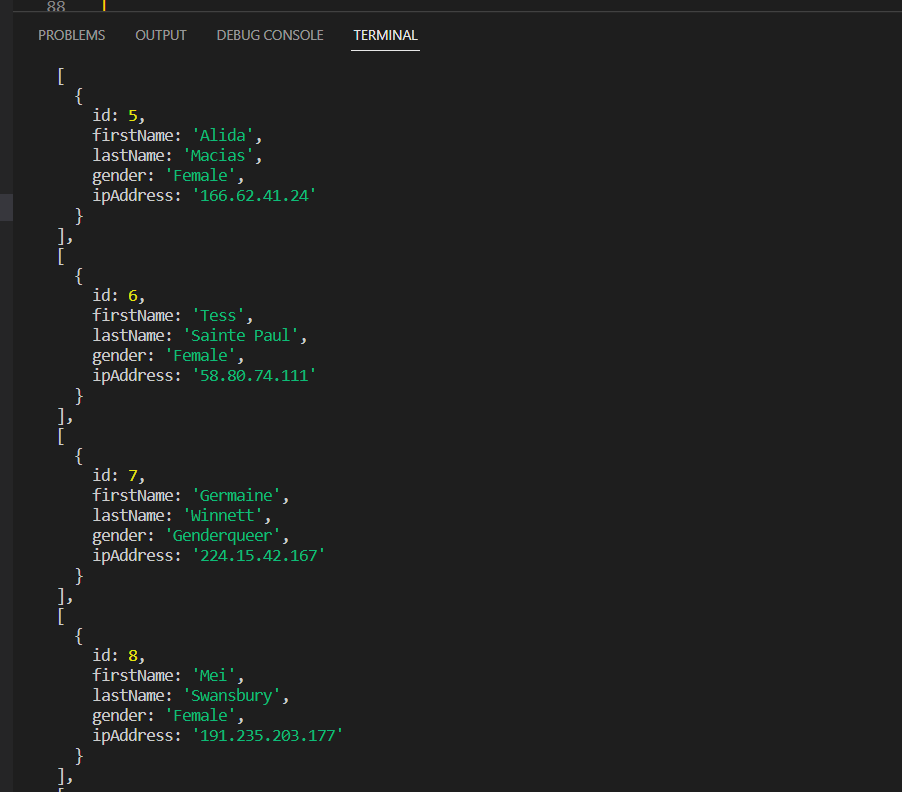 88
PROBLEMS OUTPUT DEBUG CONSOLE TERMINAL
[
{
id: 5,
firstName: 'Alida',
lastName: 'Macias',
gender: 'Female',
ipAddress: '166.62.41.24'
}
],
[
{
id: 6,
firstName: 'Tess',
lastName: 'Sainte Paul',
gender: 'Female',
ipAddress: '58.80.74.111'
}
],
[
{
id: 7,
firstName: 'Germaine',
lastName: 'Winnett',
gender: 'Genderqueer',
ipAddress: '224.15.42.167'
}
],
[
{
id: 8,
firstName: 'Mei',
lastName: 'Swansbury',
gender: 'Female',
ipAddress: '191.235.203.177'
}
],
[